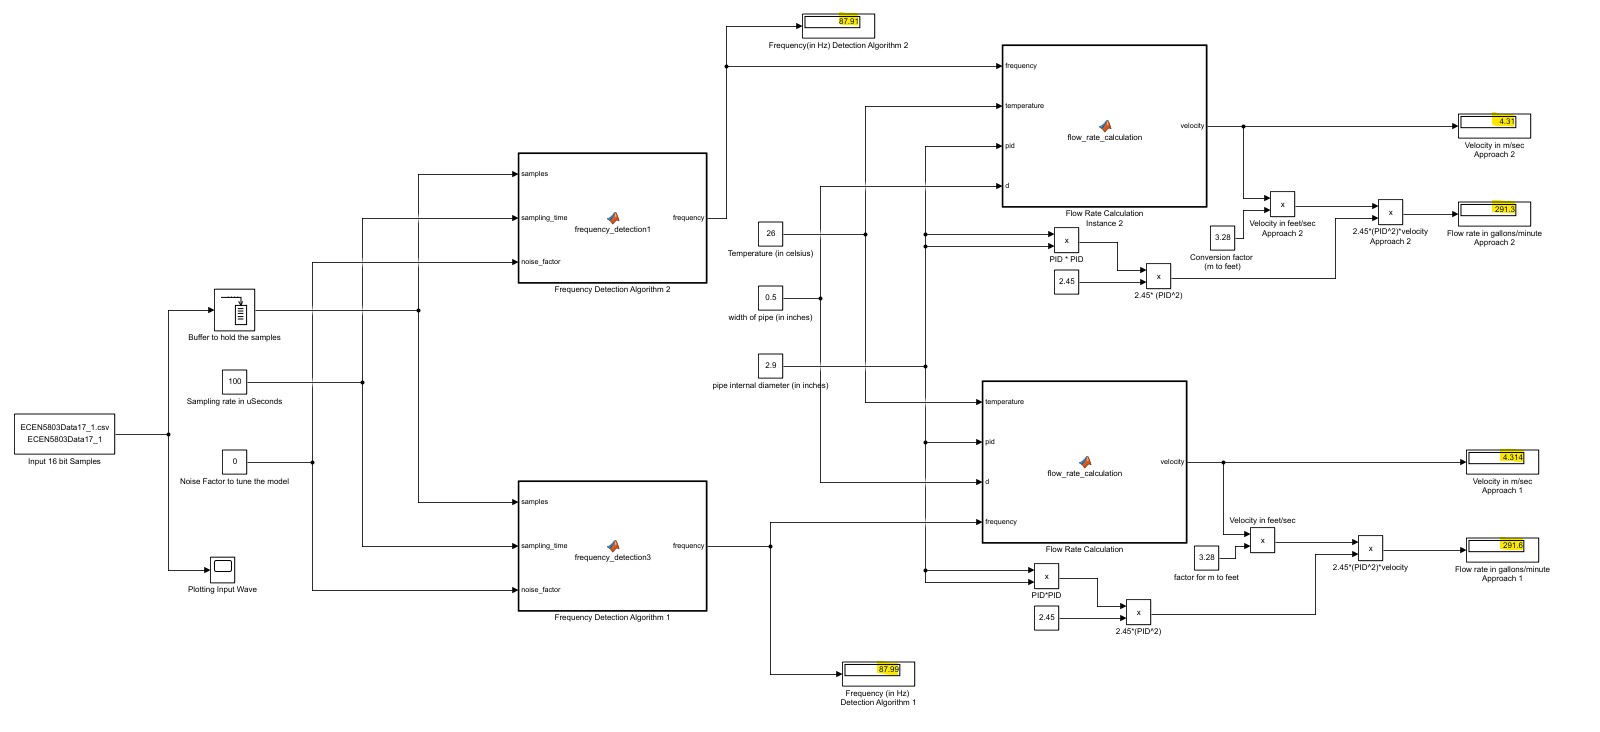 87.91
Frequency(in Hz) Detection Algorithm 2
frequency
temperature
pid
d
flow_rate_calculation
velocity
Flow Rate Calculation
Instance 2
4.31
Velocity in m/sec
Approach 2
samples
sampling_time
noise_factor
frequency_detection1
frequency
Frequency Detection Algorithm 2
26
Temperature (in celsius)
0.5
width of pipe (in inches)
2.9
pipe internal diameter (in inches)
x
PID * PID
2.45
x
2.45* (PID^2)
x
Velocity in feet/sec
Approach 2
3.28
Conversion factor
(m to feet)
x
2.45*(PID^2)*velocity
Approach 2
291.3
Flow rate in gallons/minute
Approach 2
Buffer to hold the samples
100
Sampling rate in uSeconds
ECEN5803Data17_1.csv
ECEN5803Data17_1
Input 16 bit Samples
0
Noise Factor to tune the model
Plotting Input Wave
samples
sampling_time
noise_factor
frequency_detection3
frequency
Frequency Detection Algorithm 1
temperature
pid
d
frequency
flow_rate_calculation
velocity
Flow Rate Calculation
4.314
Velocity in m/sec
Approach 1
Velocity in feet/sec
x
3.28
factor for m to feet
x
2.45*(PID^2)*velocity
291.6
Flow rate in gallons/minute
Approach 1
x
PID*PID
2.45
x
2.45*(PID^2)
87.99
Frequency (in Hz)
Detection Algorithm 1